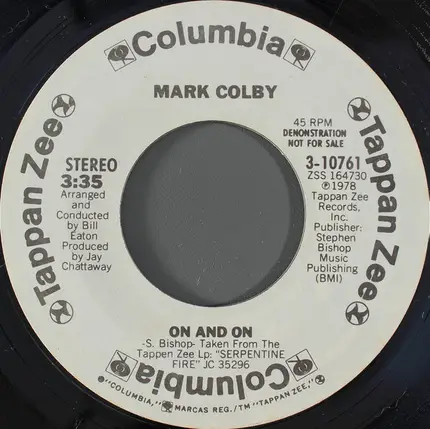 Columbia
MARK COLBY
Tappan Zee
Tappan Zee
STEREO
3:35
Arranged
and
Conducted
by Bill
Eaton
Produced
by Jay
Chattaway
45 RPM
DEMONSTRATION
NOT FOR SALE
3-10761
ZSS 164730
℗1978
Tappan Zee
Records,
Inc.
Publisher:
Stephen
Bishop
Music
Publishing
(BMI)
ON AND ON
-S. Bishop- Taken From The
Tappen Zee Lp: "SERPENTINE
FIRE" JC 35296
Columbia
"COLUMBIA," MARCAS REG./TM "TAPPAN ZEE,"